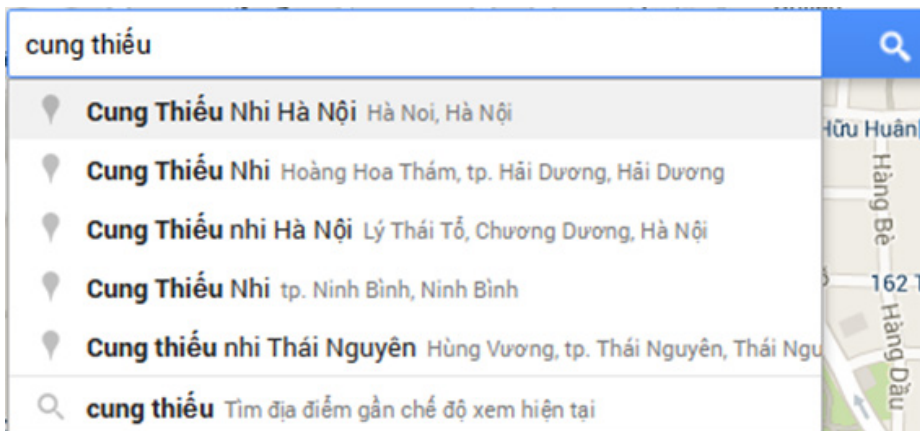 cung thiếu
Cung Thiếu Nhi Hà Nội Hà Noi, Hà Nội
Cung Thiếu Nhi Hoàng Hoa Thám, tp. Hải Dương, Hải Dương
Cung Thiếu nhi Hà Nội Lý Thái Tổ, Chương Dương, Hà Nội
Cung Thiếu Nhi tp. Ninh Bình, Ninh Bình
Cung thiếu nhi Thái Nguyên Hùng Vương, tp. Thái Nguyên, Thái Ngu
cung thiếu Tìm địa điểm gần chế độ xem hiện tại
Hữu Huân
Hàng Bè
162
Hàng Dầu